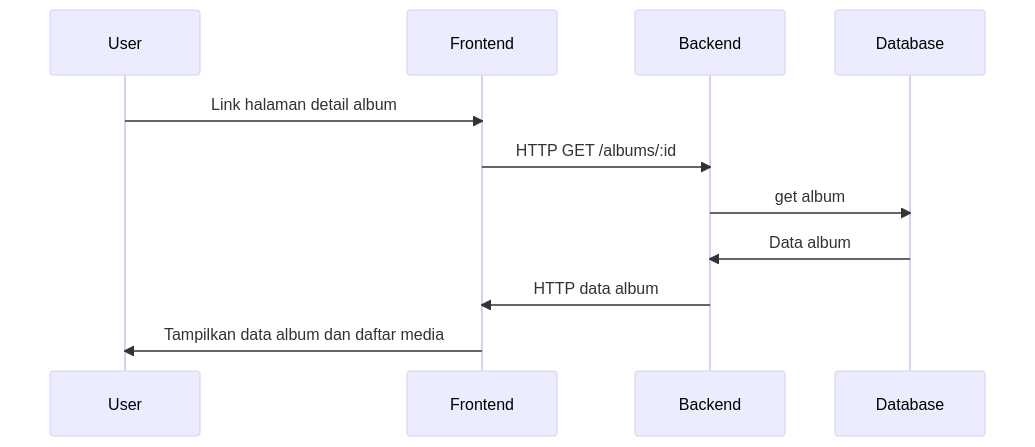 User
Frontend
Backend
Database
Link halaman detail album
HTTP GET /albums/:id
get album
Data album
HTTP data album
Tampilkan data album dan daftar media
User
Frontend
Backend
Database